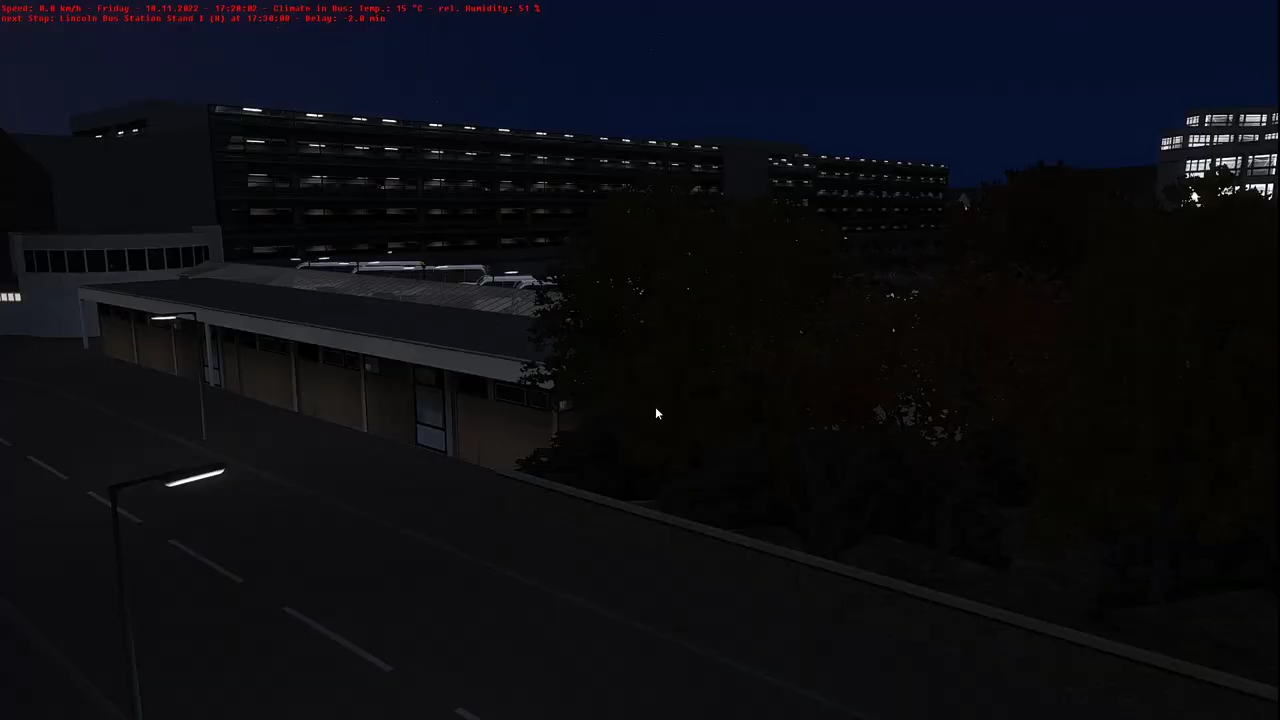 Speed: 0.0 km/h - Friday - 18.11.2022 - 17:28:02 - Climate in Bus: Temp.: 15 °C - rel. Humidity: 51 %
next Stop: Lincoln Bus Station Stand I (A) at 17:30:00 - Delay: -2.0 min